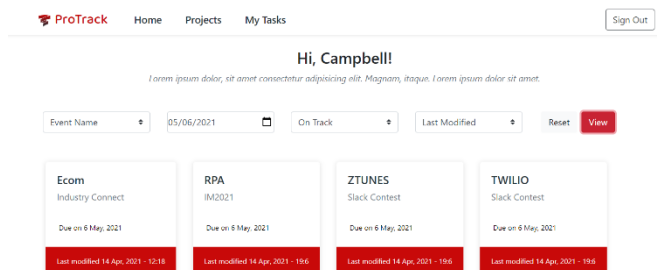 ProTrack Home Projects My Tasks Sign Out
Hi, Campbell!
Lorem ipsum dolor, sit amet consectetur adipisicing elit. Magnam, itaque. Lorem ipsum dolor sit amet.
Event Name 05/06/2021 On Track Last Modified Reset View
Ecom RPA ZTUNES TWILIO
Industry Connect IM2021 Slack Contest Slack Contest
Due on 6 May, 2021 Due on 6 May, 2021 Due on 6 May, 2021 Due on 6 May, 2021
Last modified 14 Apr, 2021 - 12:18 Last modified 14 Apr, 2021 - 19:6 Last modified 14 Apr, 2021 - 19:6 Last modified 14 Apr, 2021 - 19:6